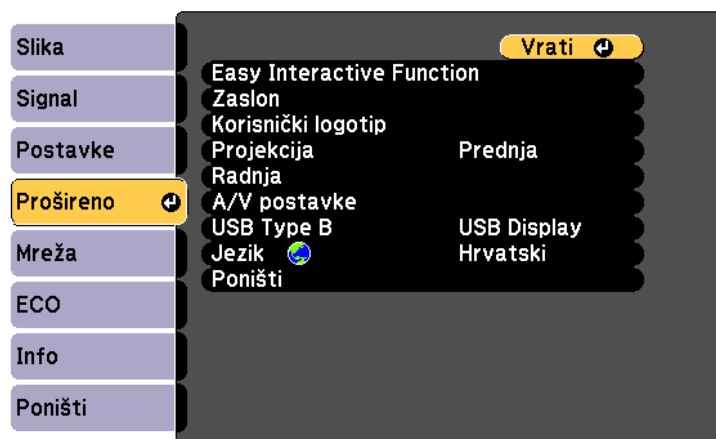 Slika
Signal
Postavke
Prošireno
Mreža
ECO
Info
Poništi
Vrati
Easy Interactive Function
Zaslon
Korisnički logotip
Projekcija Prednja
Radnja
A/V postavke
USB Type B USB Display
Jezik Hrvatski
Poništi